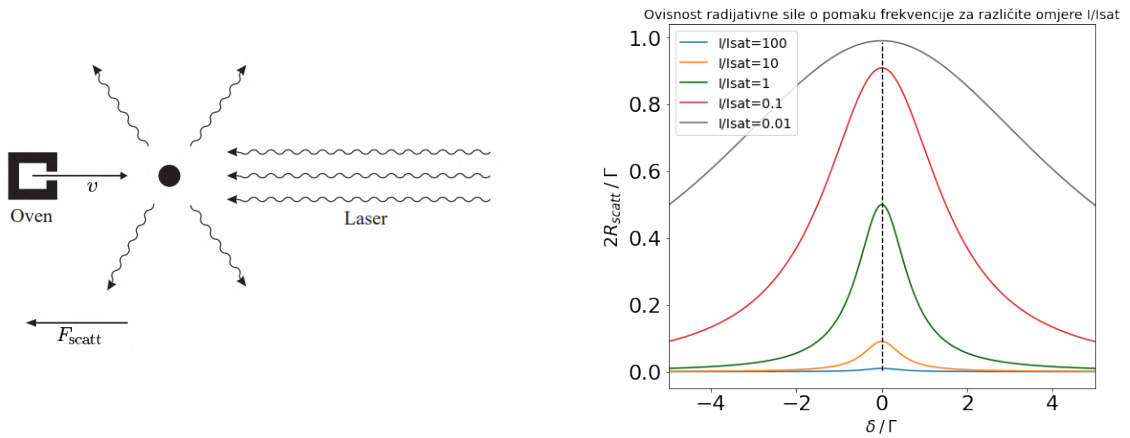 Oven
v
Laser
F_scatt
Ovisnost radijativne sile o pomaku frekvencije za različite omjere I/Isat
I/Isat=100
I/Isat=10
I/Isat=1
I/Isat=0.1
I/Isat=0.01
2R_scatt / Γ
1.0
0.8
0.6
0.4
0.2
0.0
−4 −2 0 2 4
δ / Γ